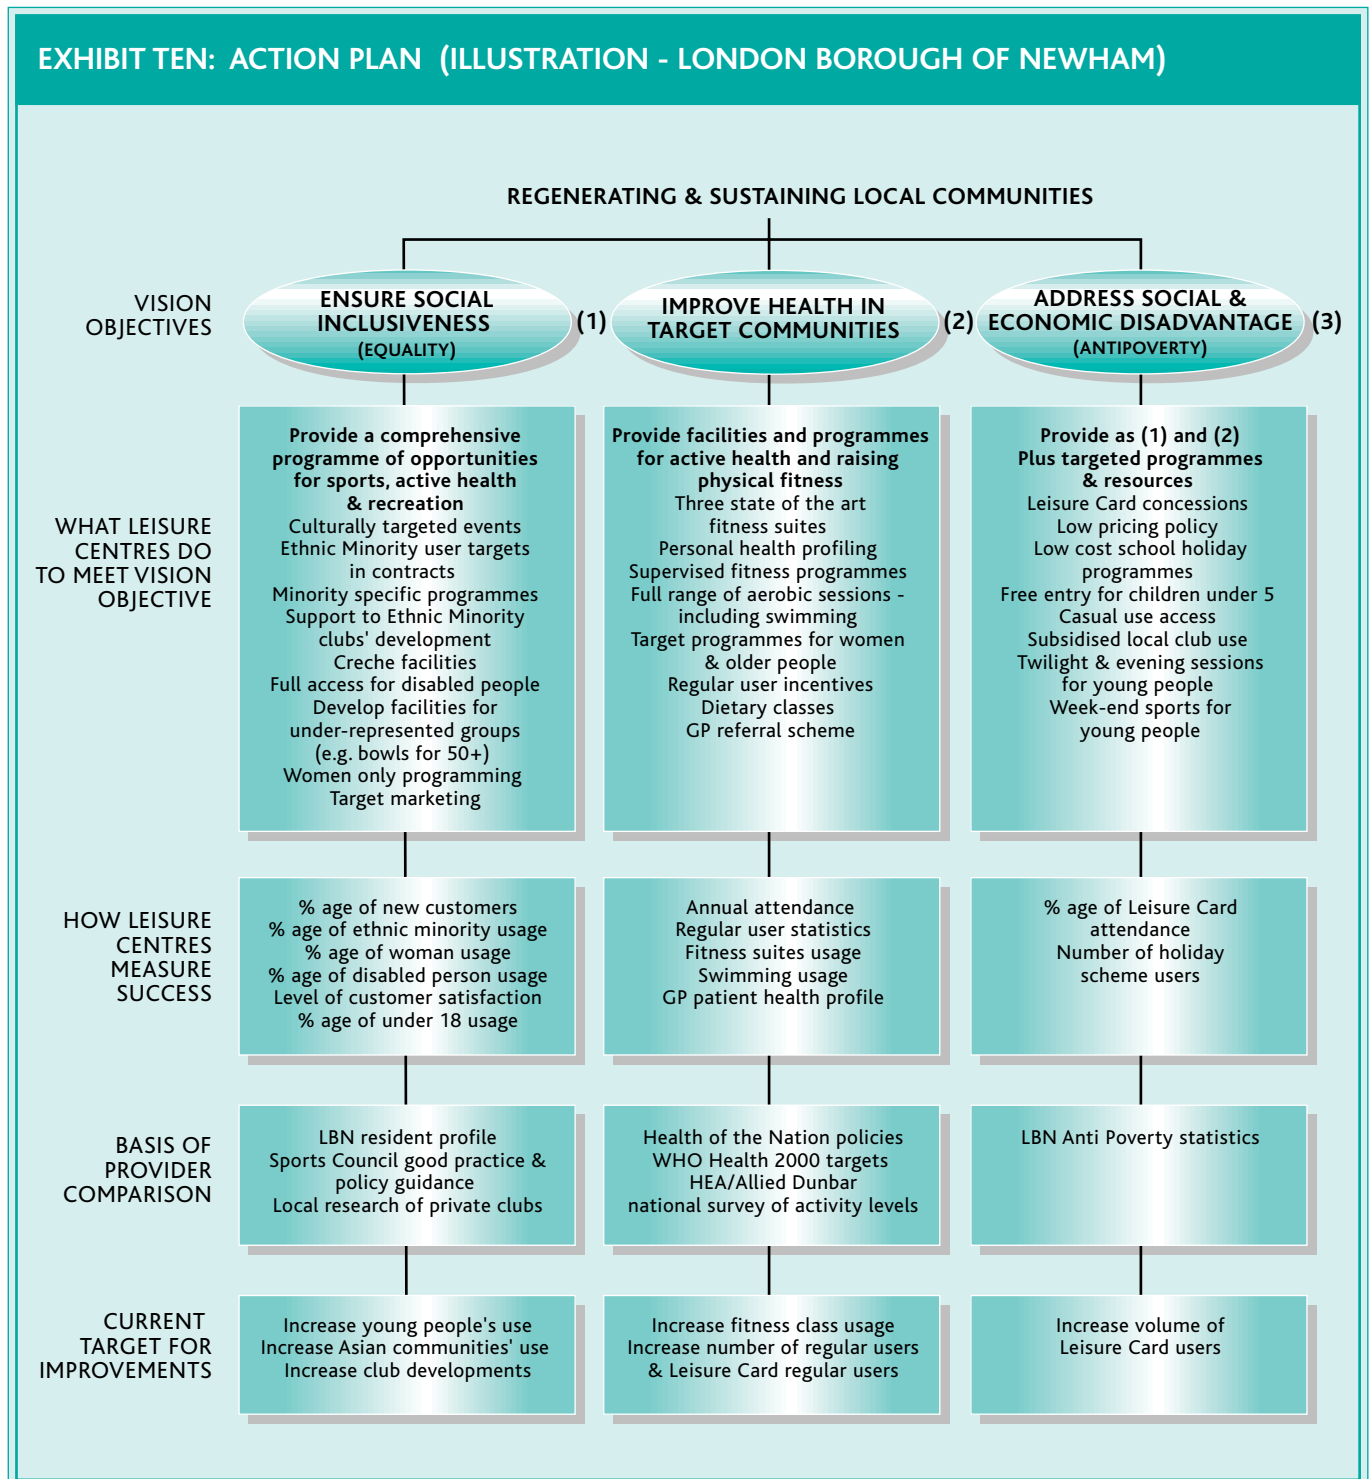 EXHIBIT TEN: ACTION PLAN (ILLUSTRATION - LONDON BOROUGH OF NEWHAM)
REGENERATING & SUSTAINING LOCAL COMMUNITIES
VISION
OBJECTIVES
ENSURE SOCIAL
INCLUSIVENESS
(EQUALITY)
(1)
IMPROVE HEALTH IN
TARGET COMMUNITIES
(2)
ADDRESS SOCIAL &
ECONOMIC DISADVANTAGE
(ANTIPOVERTY)
(3)
WHAT LEISURE
CENTRES DO
TO MEET VISION
OBJECTIVE
Provide a comprehensive
programme of opportunities
for sports, active health
& recreation
Culturally targeted events
Ethnic Minority user targets
in contracts
Minority specific programmes
Support to Ethnic Minority
clubs' development
Creche facilities
Full access for disabled people
Develop facilities for
under-represented groups
(e.g. bowls for 50+)
Women only programming
Target marketing
Provide facilities and programmes
for active health and raising
physical fitness
Three state of the art
fitness suites
Personal health profiling
Supervised fitness programmes
Full range of aerobic sessions -
including swimming
Target programmes for women
& older people
Regular user incentives
Dietary classes
GP referral scheme
Provide as (1) and (2)
Plus targeted programmes
& resources
Leisure Card concessions
Low pricing policy
Low cost school holiday
programmes
Free entry for children under 5
Casual use access
Subsidised local club use
Twilight & evening sessions
for young people
Week-end sports for
young people
HOW LEISURE
CENTRES
MEASURE
SUCCESS
% age of new customers
% age of ethnic minority usage
% age of woman usage
% age of disabled person usage
Level of customer satisfaction
% age of under 18 usage
Annual attendance
Regular user statistics
Fitness suites usage
Swimming usage
GP patient health profile
% age of Leisure Card
attendance
Number of holiday
scheme users
BASIS OF
PROVIDER
COMPARISON
LBN resident profile
Sports Council good practice &
policy guidance
Local research of private clubs
Health of the Nation policies
WHO Health 2000 targets
HEA/Allied Dunbar
national survey of activity levels
LBN Anti Poverty statistics
CURRENT
TARGET FOR
IMPROVEMENTS
Increase young people's use
Increase Asian communities' use
Increase club developments
Increase fitness class usage
Increase number of regular users
& Leisure Card regular users
Increase volume of
Leisure Card users